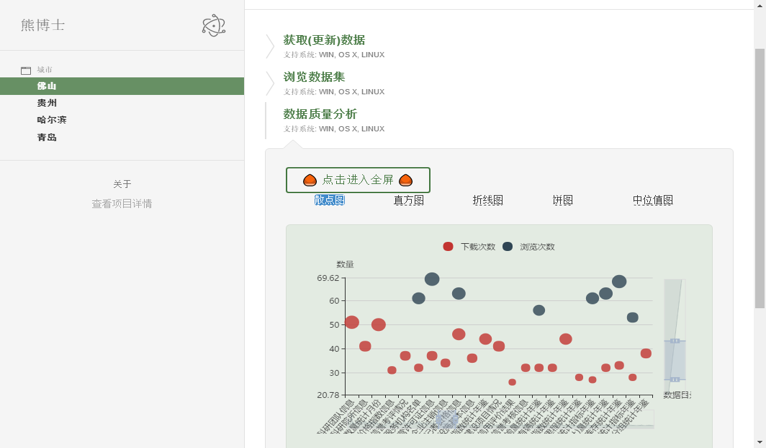 熊博士
城市
佛山
贵州
哈尔滨
青岛
关于
查看项目详情
获取(更新)数据
支持系统: WIN, OS X, LINUX
浏览数据集
支持系统: WIN, OS X, LINUX
数据质量分析
支持系统: WIN, OS X, LINUX
点击进入全屏
散点图 直方图 折线图 饼图 中位值图
下载次数 浏览次数
数量
69.62
60
50
40
30
20.78
数据目